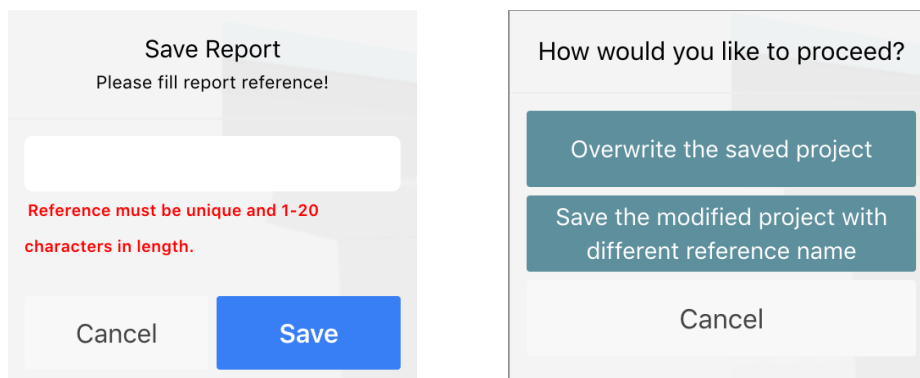 Save Report
Please fill report reference!
Reference must be unique and 1-20
characters in length.
Cancel
Save
How would you like to proceed?
Overwrite the saved project
Save the modified project with
different reference name
Cancel